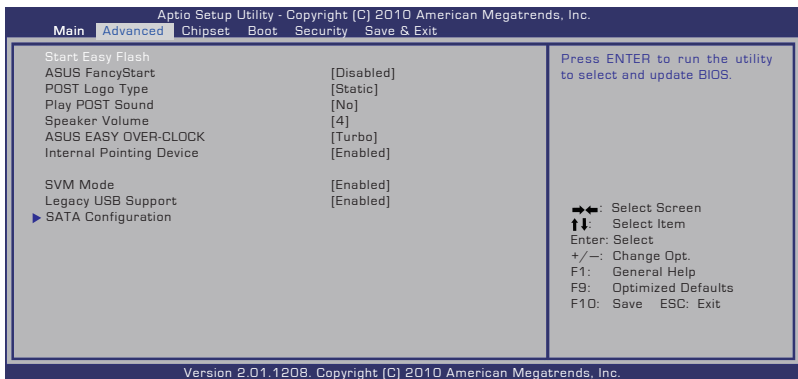 Aptio Setup Utility - Copyright (C) 2010 American Megatrends, Inc.
Main Advanced Chipset Boot Security Save & Exit
Start Easy Flash
ASUS FancyStart [Disabled]
POST Logo Type [Static]
Play POST Sound [No]
Speaker Volume [4]
ASUS EASY OVER-CLOCK [Turbo]
Internal Pointing Device [Enabled]
SVM Mode [Enabled]
Legacy USB Support [Enabled]
SATA Configuration
Press ENTER to run the utility
to select and update BIOS.
→←: Select Screen
↑↓: Select Item
Enter: Select
+/—: Change Opt.
F1: General Help
F9: Optimized Defaults
F10: Save ESC: Exit
Version 2.01.1208. Copyright (C) 2010 American Megatrends, Inc.